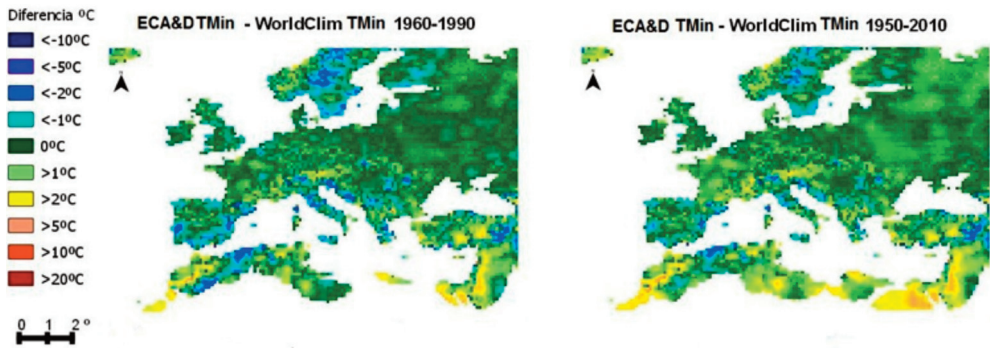 Diferencia ºC
<-10ºC
<-5ºC
<-2ºC
<-1ºC
0ºC
>1ºC
>2ºC
>5ºC
>10ºC
>20ºC
0 1 2 º
ECA&D TMin - WorldClim TMin 1960-1990
ECA&D TMin - WorldClim TMin 1950-2010